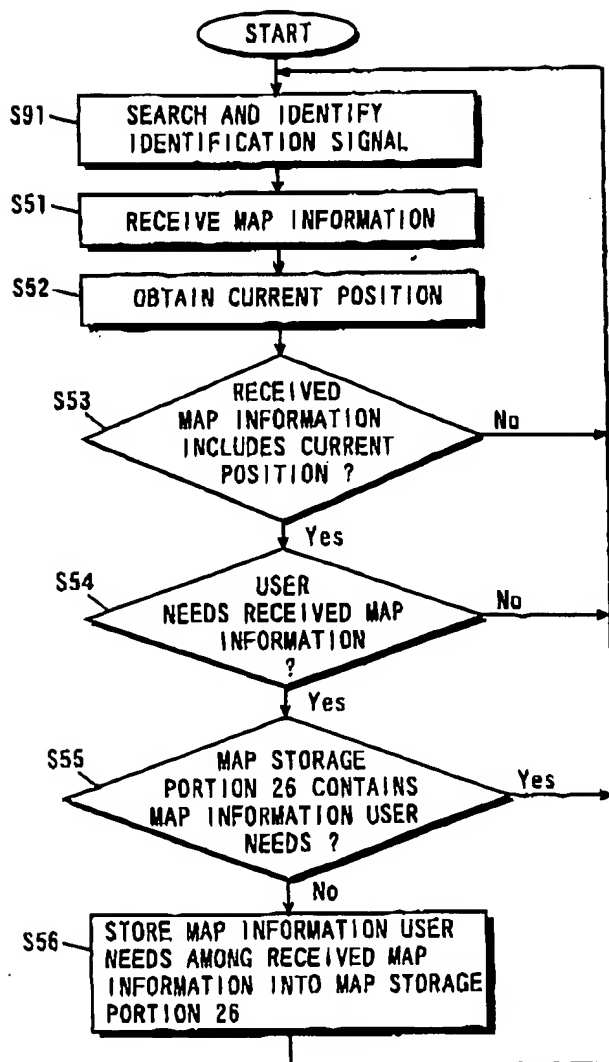 START
S91
SEARCH AND IDENTIFY
IDENTIFICATION SIGNAL
S51
RECEIVE MAP INFORMATION
S52
OBTAIN CURRENT POSITION
S53
RECEIVED
MAP INFORMATION
INCLUDES CURRENT
POSITION ?
No
Yes
S54
USER
NEEDS RECEIVED MAP
INFORMATION
?
No
Yes
S55
MAP STORAGE
PORTION 26 CONTAINS
MAP INFORMATION USER
NEEDS ?
Yes
No
S56
STORE MAP INFORMATION USER
NEEDS AMONG RECEIVED MAP
INFORMATION INTO MAP STORAGE
PORTION 26